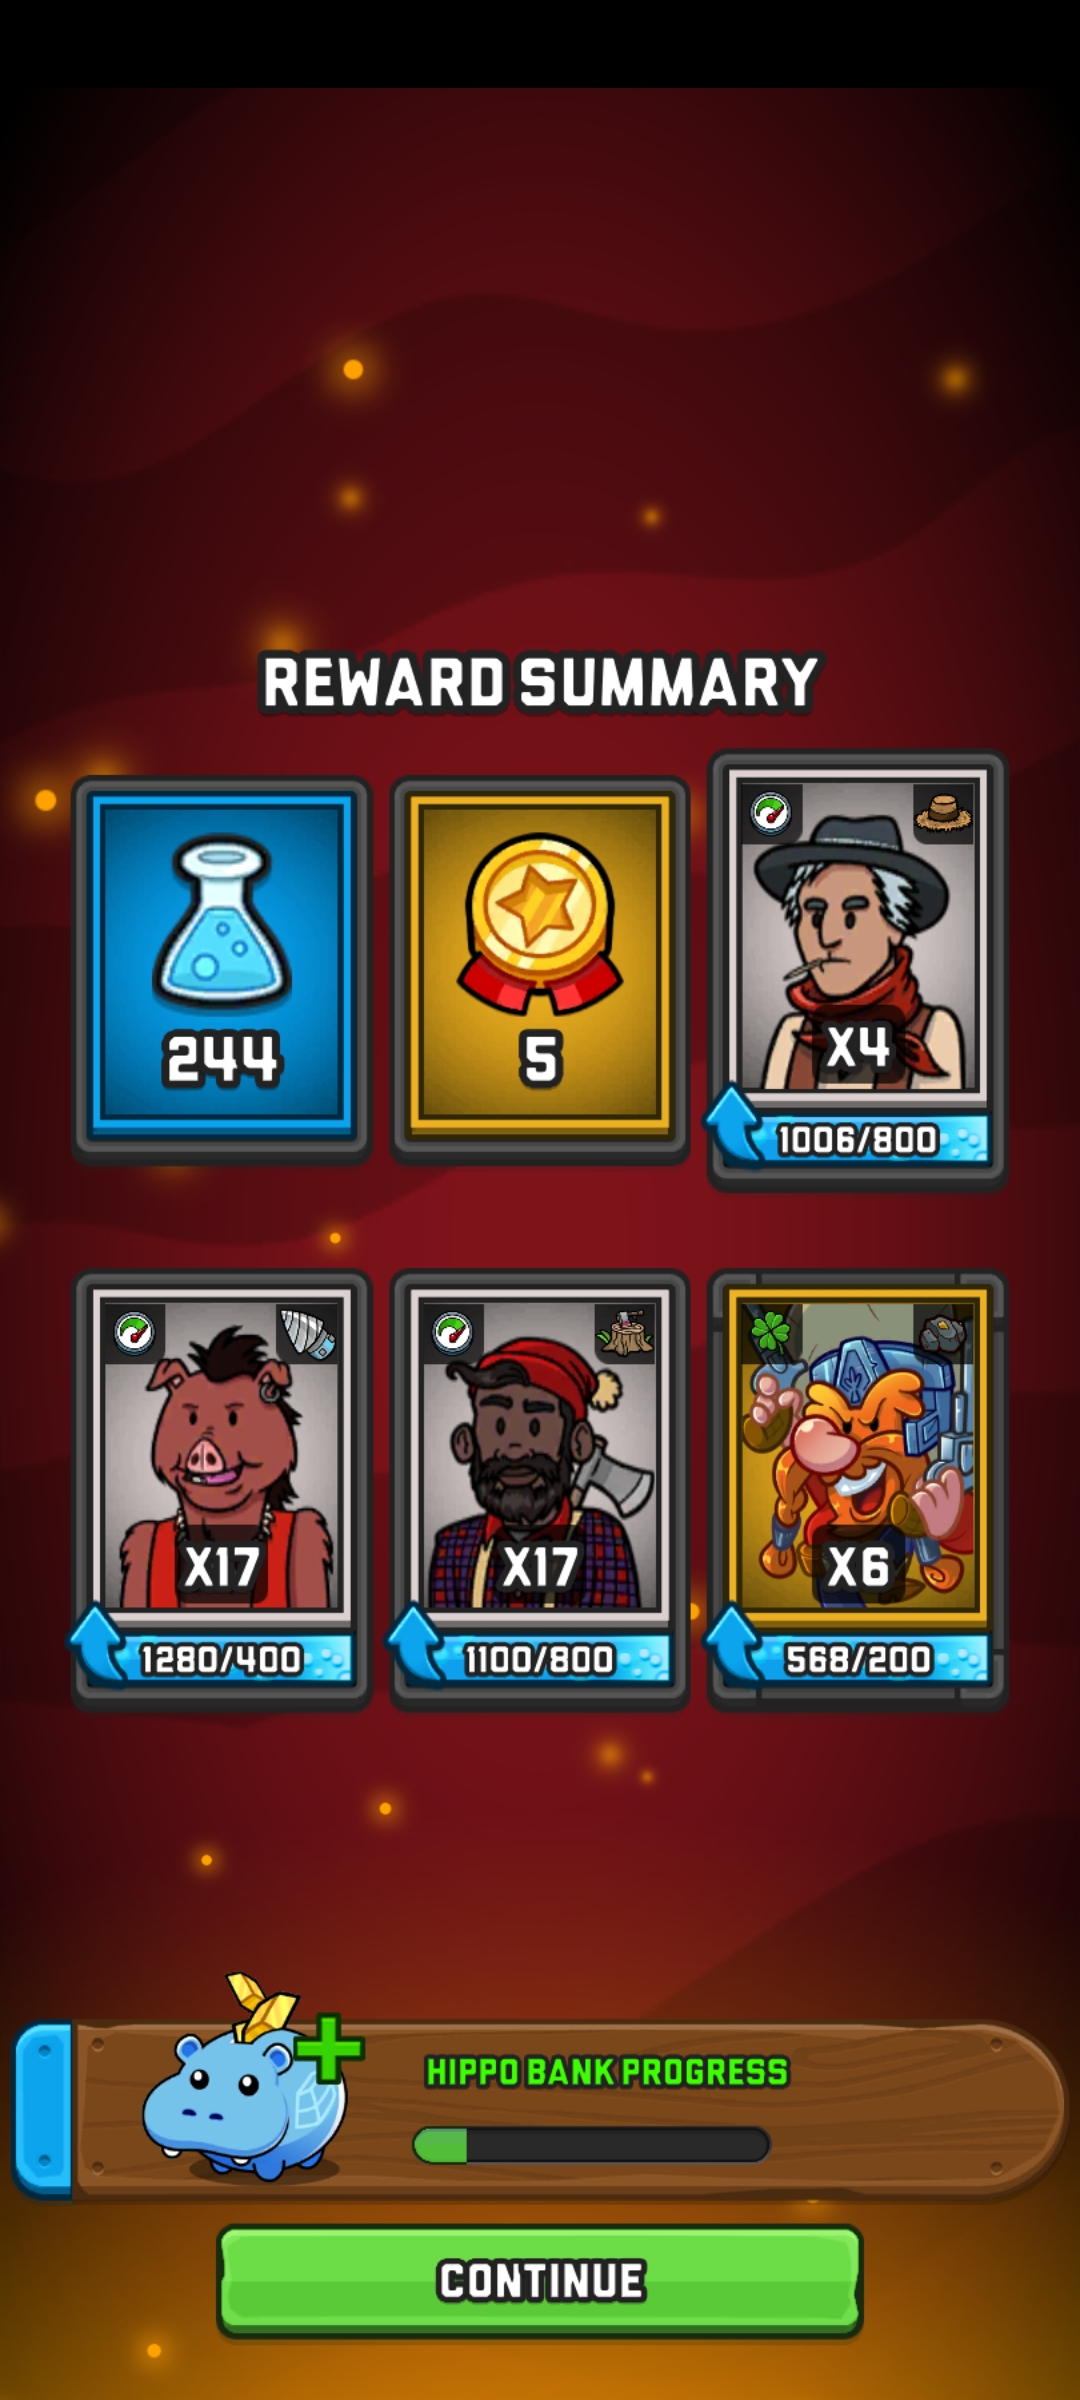 REWARD SUMMARY
244
5
X4
1006/800
X17
1280/400
X17
1100/800
X6
568/200
HIPPO BANK PROGRESS
CONTINUE